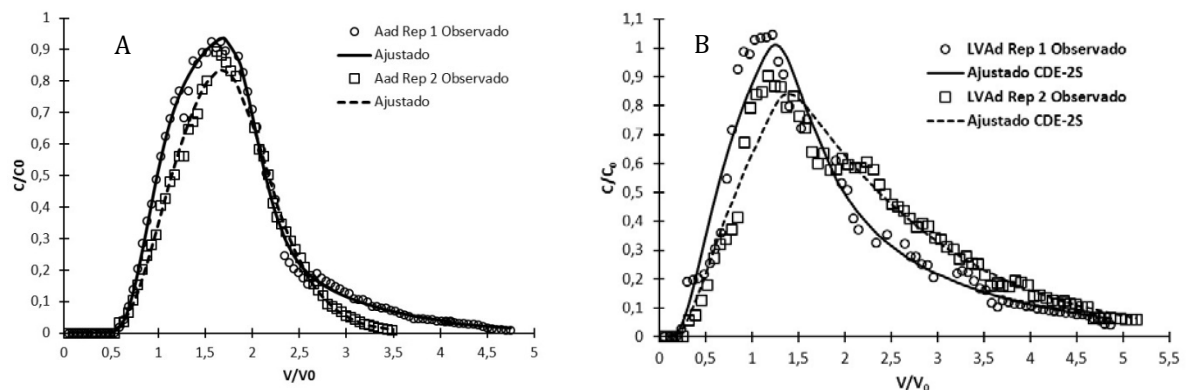 A
C/C0
1
0,9
0,8
0,7
0,6
0,5
0,4
0,3
0,2
0,1
0
0 0,5 1 1,5 2 2,5 3 3,5 4 4,5 5
V/V0
Aad Rep 1 Observado
Ajustado
Aad Rep 2 Observado
Ajustado
B
C/C₀
1,1
1
0,9
0,8
0,7
0,6
0,5
0,4
0,3
0,2
0,1
0
0 0,5 1 1,5 2 2,5 3 3,5 4 4,5 5 5,5
V/V₀
LVAd Rep 1 Observado
Ajustado CDE-2S
LVAd Rep 2 Observado
Ajustado CDE-2S